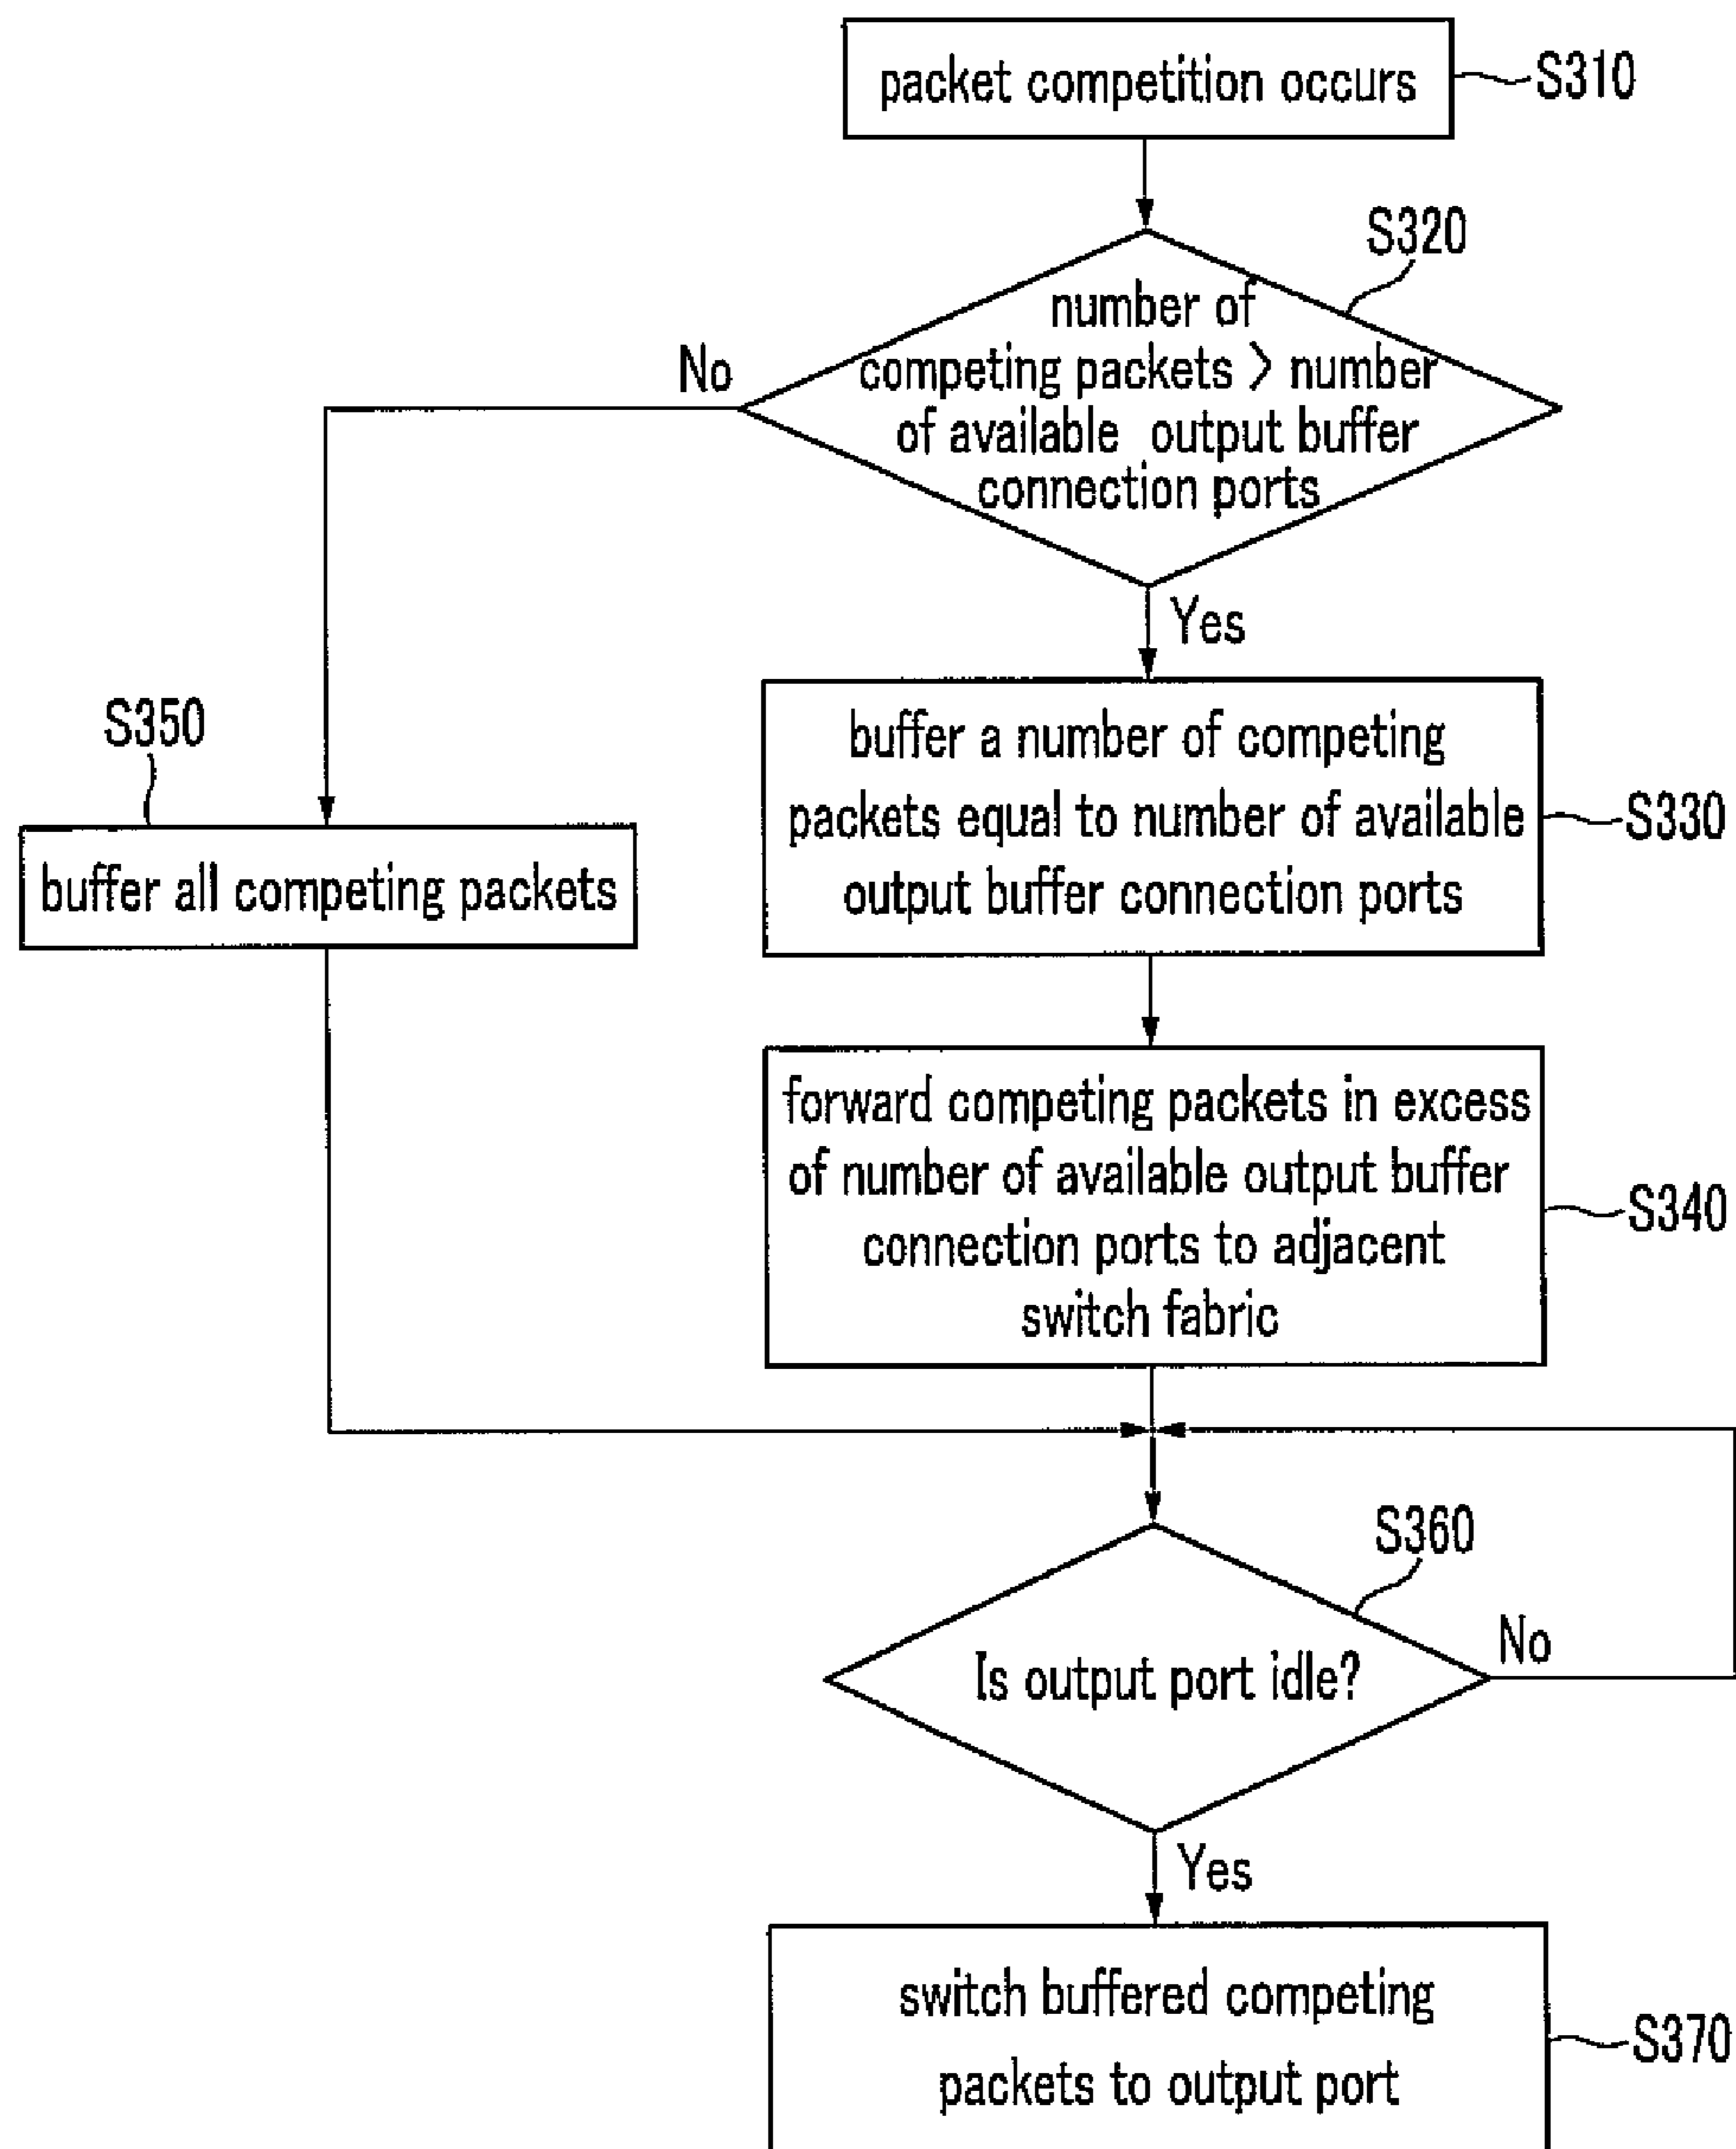 packet competition occurs
S310
S320
number of
competing packets > number
of available output buffer
connection ports
No
Yes
S350
buffer all competing packets
buffer a number of competing
packets equal to number of available
output buffer connection ports
S330
forward competing packets in excess
of number of available output buffer
connection ports to adjacent
switch fabric
S340
S360
Is output port idle?
No
Yes
switch buffered competing
packets to output port
S370